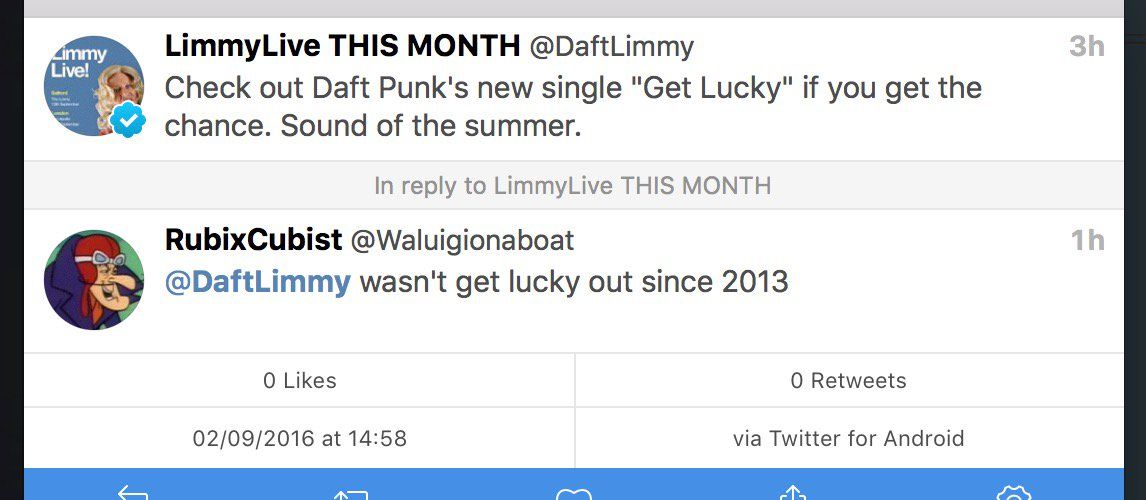 Limmy
Live!
LimmyLive THIS MONTH @DaftLimmy 3h
Check out Daft Punk's new single "Get Lucky" if you get the
chance. Sound of the summer.
In reply to LimmyLive THIS MONTH
RubixCubist @Waluigionaboat 1h
@DaftLimmy wasn't get lucky out since 2013
0 Likes 0 Retweets
02/09/2016 at 14:58 via Twitter for Android